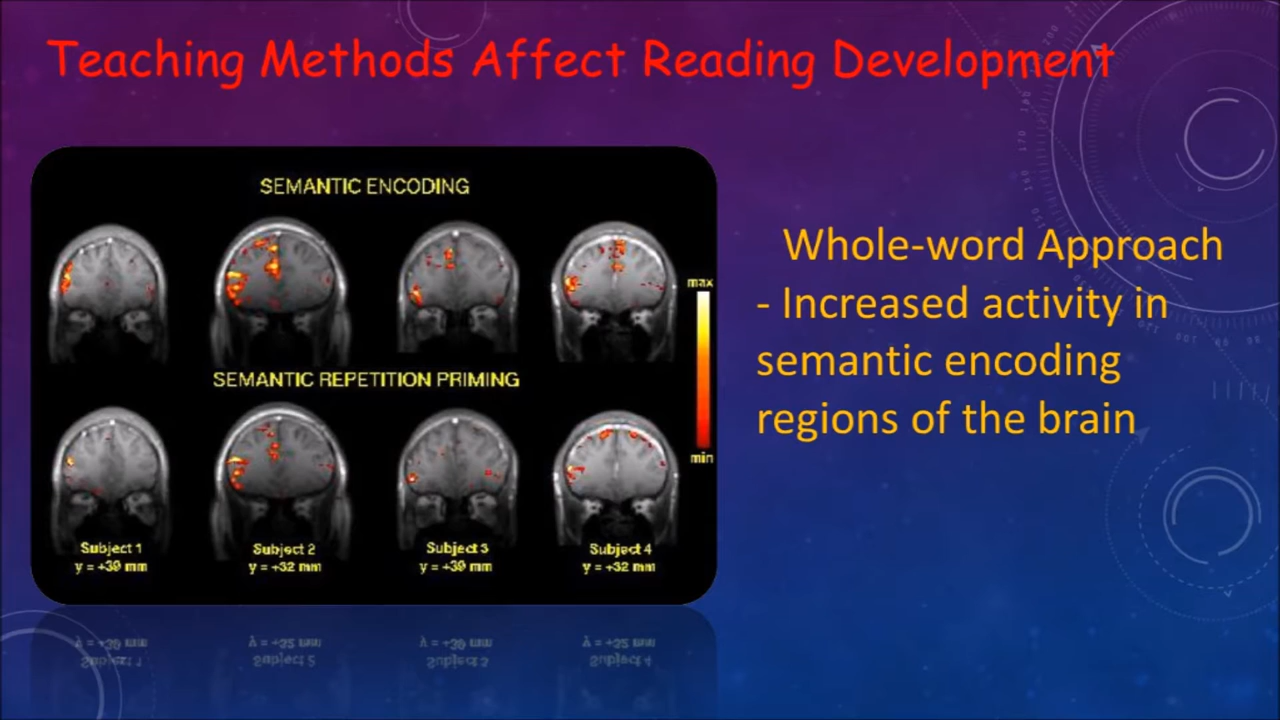 Teaching Methods Affect Reading Development
SEMANTIC ENCODING
max
SEMANTIC REPETITION PRIMING
min
Subject 1
y = +39 mm
Subject 2
y = +32 mm
Subject 3
y = +39 mm
Subject 4
y = +32 mm
Whole-word Approach
- Increased activity in
semantic encoding
regions of the brain